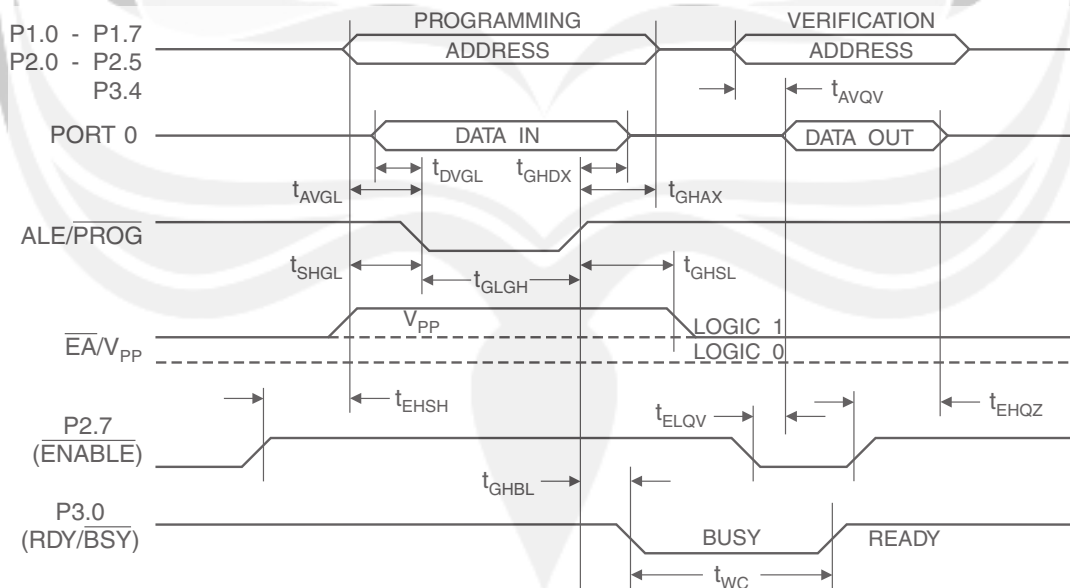 PROGRAMMING VERIFICATION
P1.0 - P1.7
P2.0 - P2.5
P3.4
ADDRESS ADDRESS
tAVQV
PORT 0 DATA IN DATA OUT
tDVGL tGHDX
tAVGL tGHAX
ALE/PROG
tSHGL tGLGH tGHSL
VPP LOGIC 1
EA/VPP LOGIC 0
tEHSH tELQV tEHQZ
P2.7
(ENABLE)
tGHBL
P3.0
(RDY/BSY) BUSY READY
tWC